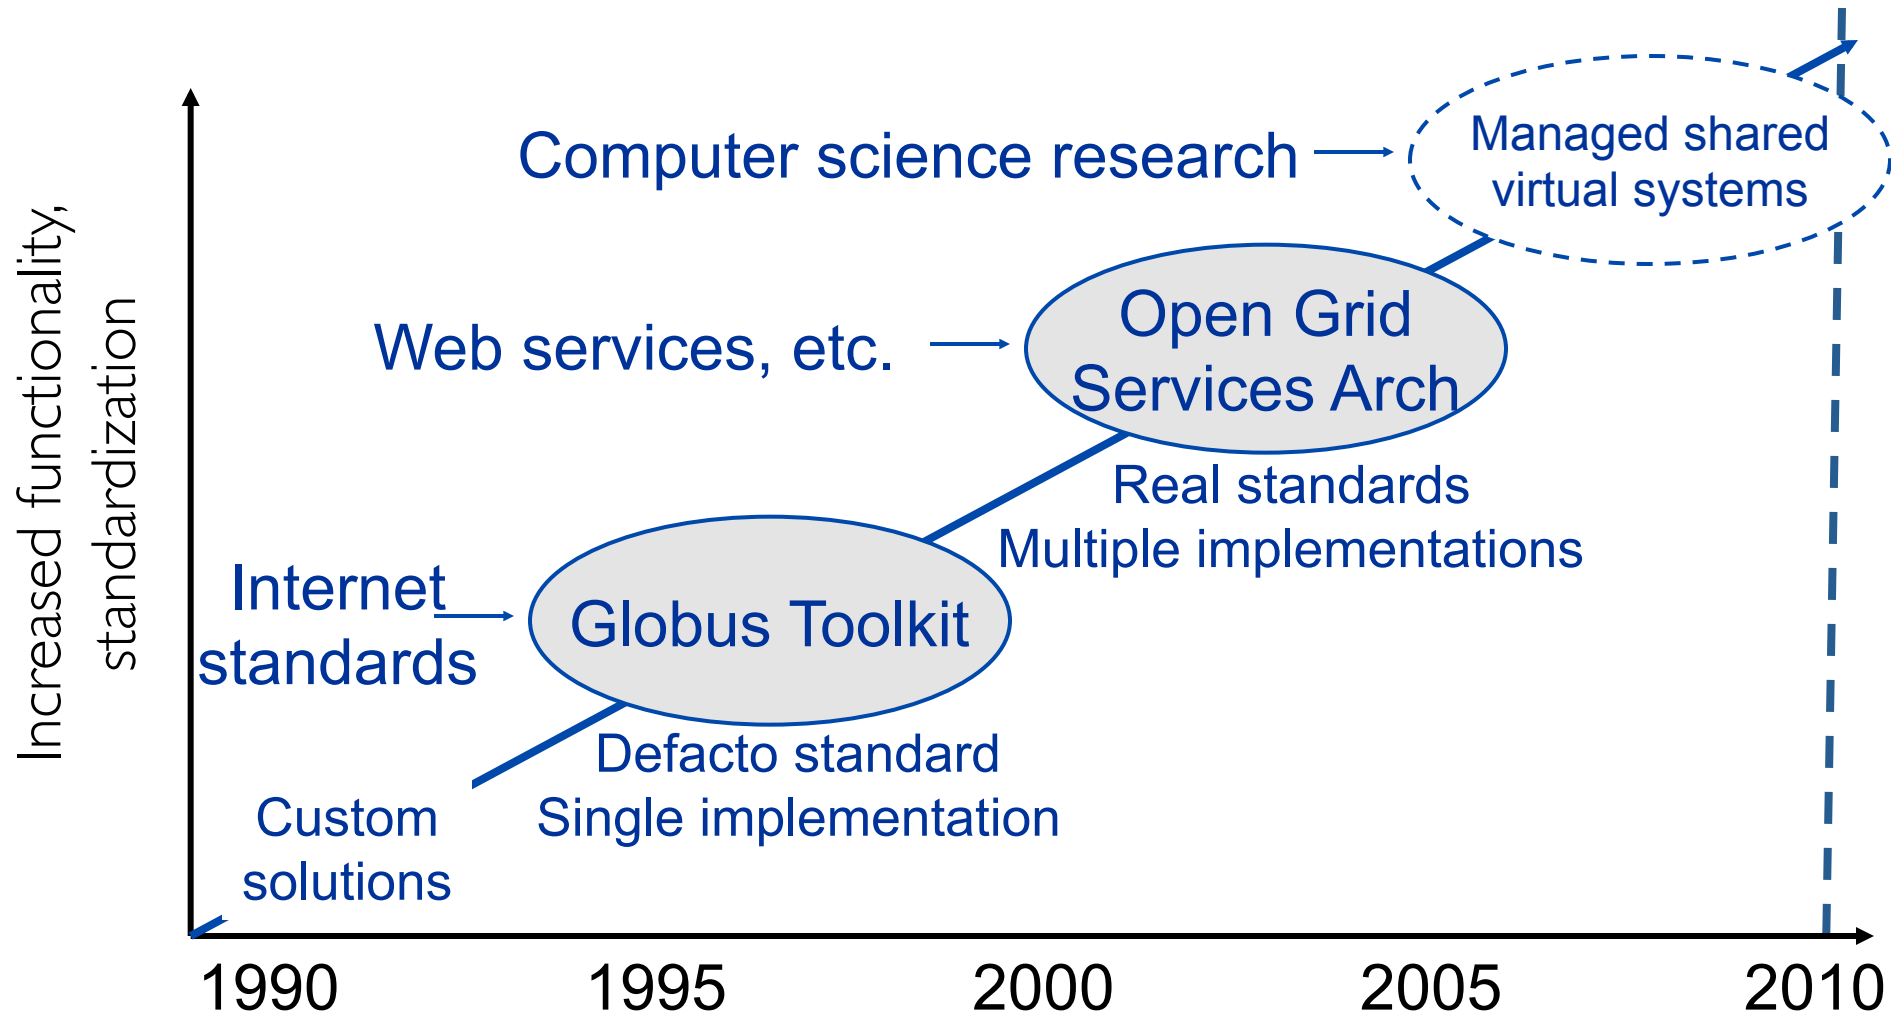 Increased functionality,
standardization
Computer science research
Managed shared
virtual systems
Web services, etc.
Open Grid
Services Arch
Real standards
Multiple implementations
Internet
standards
Globus Toolkit
Defacto standard
Single implementation
Custom
solutions
1990 1995 2000 2005 2010